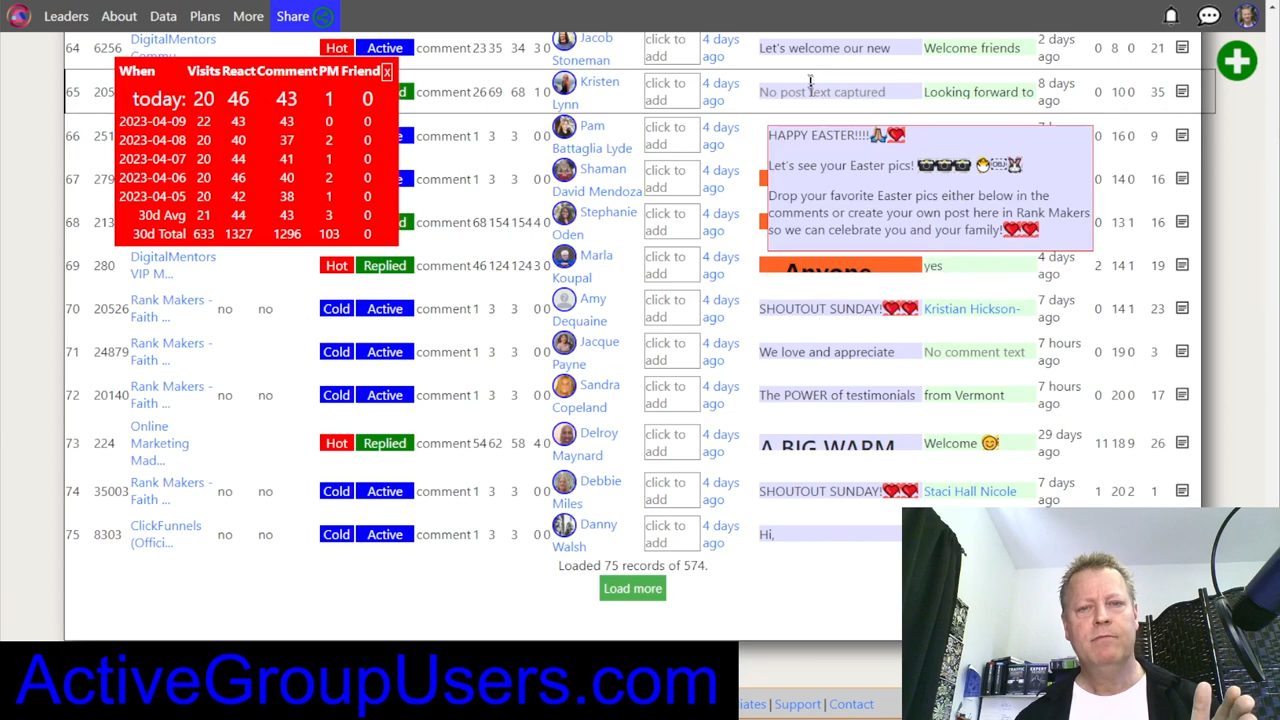 Leaders About Data Plans More Share
64 6256 DigitalMentors Commu... Hot Active comment 23 35 34 3 0 Jacob Stoneman click to add 4 days ago Let's welcome our new Welcome friends 2 days ago 0 8 0 21
When Visits React Comment PM Friend X
today: 20 46 43 1 0
2023-04-09 22 43 43 0 0
2023-04-08 20 40 37 2 0
2023-04-07 20 44 41 1 0
2023-04-06 20 46 40 2 0
2023-04-05 20 42 38 1 0
30d Avg 21 44 43 3 0
30d Total 633 1327 1296 103 0
65 205 comment 26 69 68 1 0 Kristen Lynn click to add 4 days ago No post text captured Looking forward to 8 days ago 0 10 0 35
66 251 comment 1 3 3 0 0 Pam Battaglia Lyde click to add 4 days ago 0 16 0 9
HAPPY EASTER!!!!
Let's see your Easter pics!
Drop your favorite Easter pics either below in the
comments or create your own post here in Rank Makers
so we can celebrate you and your family!
67 279 comment 1 3 3 0 0 Shaman David Mendoza click to add 4 days ago 0 14 0 16
68 213 comment 68 154 154 4 0 Stephanie Oden click to add 4 days ago 0 13 1 16
69 280 DigitalMentors VIP M... Hot Replied comment 46 124 124 3 0 Marla Koupal click to add 4 days ago Anyone yes 4 days ago 2 14 1 19
70 20526 Rank Makers - Faith ... no no Cold Active comment 1 3 3 0 0 Amy Dequaine click to add 4 days ago SHOUTOUT SUNDAY! Kristian Hickson- 7 days ago 0 14 1 23
71 24879 Rank Makers - Faith ... no no Cold Active comment 1 3 3 0 0 Jacque Payne click to add 4 days ago We love and appreciate No comment text 7 hours ago 0 19 0 3
72 20140 Rank Makers - Faith ... no no Cold Active comment 1 3 3 0 0 Sandra Copeland click to add 4 days ago The POWER of testimonials from Vermont 7 hours ago 0 20 0 17
73 224 Online Marketing Mad... Hot Replied comment 54 62 58 4 0 Delroy Maynard click to add 4 days ago A BIG WARM Welcome 29 days ago 11 18 9 26
74 35003 Rank Makers - Faith ... no no Cold Active comment 1 3 3 0 0 Debbie Miles click to add 4 days ago SHOUTOUT SUNDAY! Staci Hall Nicole 7 days ago 1 20 2 1
75 8303 ClickFunnels (Offici... no no Cold Active comment 1 3 3 0 0 Danny Walsh click to add 4 days ago Hi,
Loaded 75 records of 574.
Load more
ActiveGroupUsers.com
iates | Support | Contact